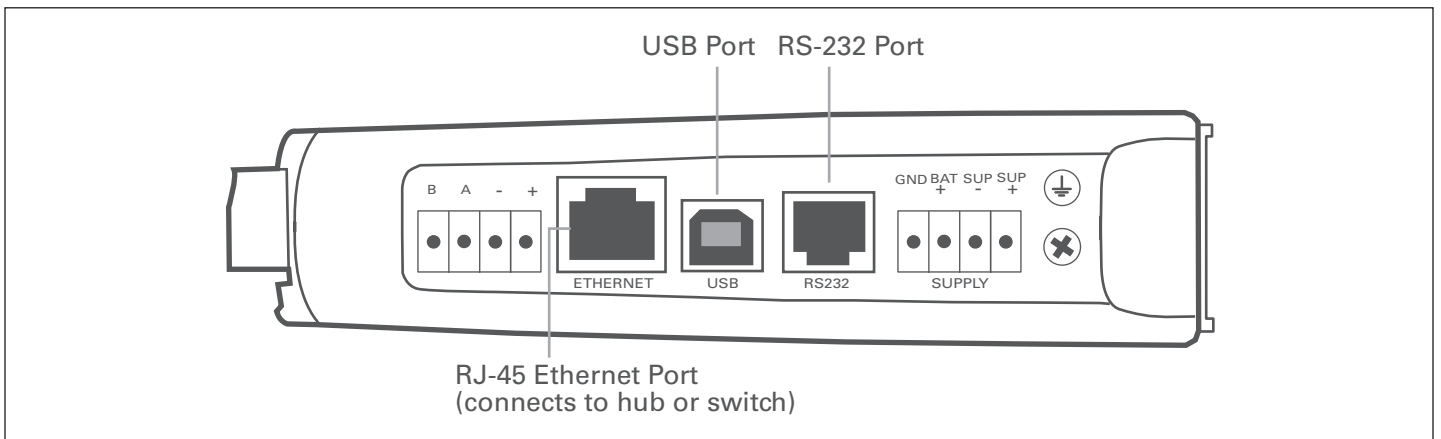 USB Port RS-232 Port
B A - +
GND BAT + SUP - SUP +
ETHERNET USB RS232 SUPPLY
RJ-45 Ethernet Port
(connects to hub or switch)